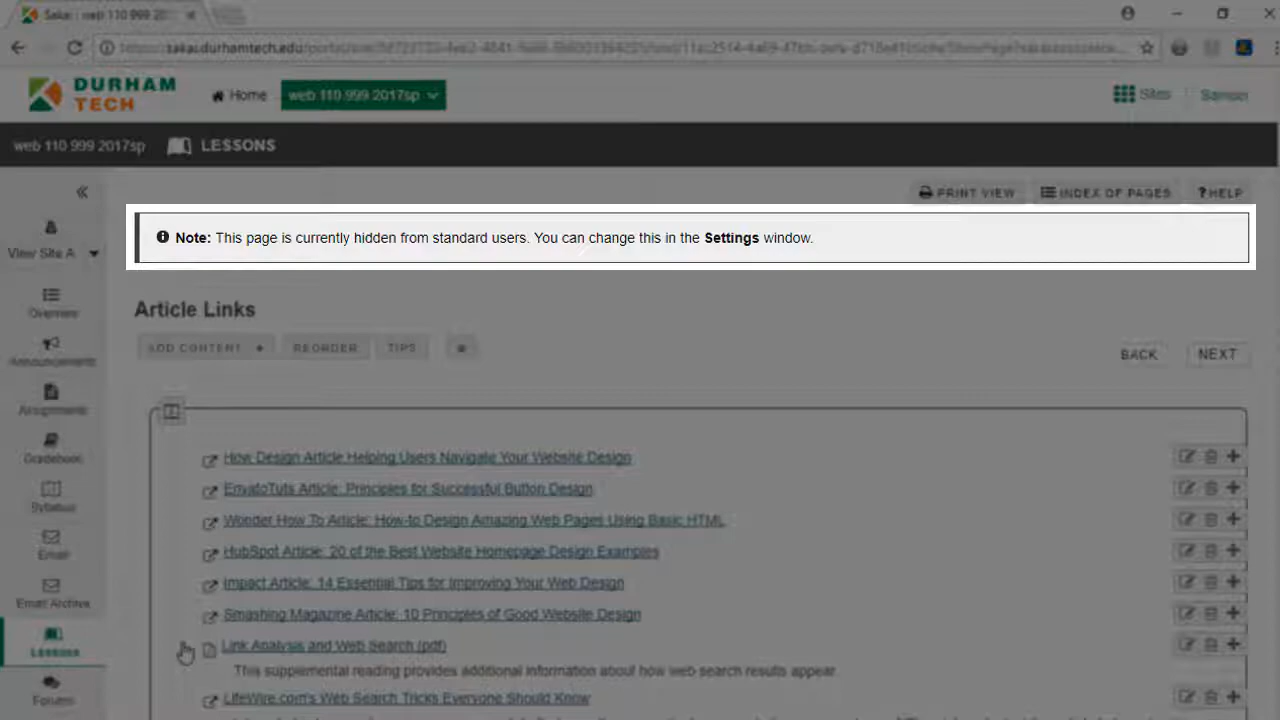 Sakai : web 110 999 20
DURHAM
TECH
Home
web 110 999 2017sp
Sites
web 110 999 2017sp
LESSONS
PRINT VIEW
INDEX OF PAGES
? HELP
Note: This page is currently hidden from standard users. You can change this in the Settings window.
View Site A
Article Links
ADD CONTENT +
REORDER
TIPS
BACK
NEXT
Overview
Announcements
Assignments
Gradebook
Syllabus
Email
Email Archive
Lessons
Forums
How Design Article Helping Users Navigate Your Website Design
EnvatoTuts Article: Principles for Successful Button Design
Wonder How To Article: How-to Design Amazing Web Pages Using Basic HTML
HubSpot Article: 20 of the Best Website Homepage Design Examples
Impact Article: 14 Essential Tips for Improving Your Web Design
Smashing Magazine Article: 10 Principles of Good Website Design
Link Analysis and Web Search (pdf)
This supplemental reading provides additional information about how web search results appear.
LifeWire.com's Web Search Tricks Everyone Should Know